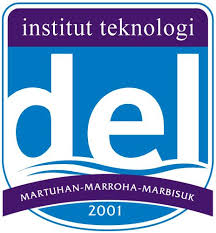 institut teknologi
del
MARTUHAN-MARROHA-MARBISUK
2001